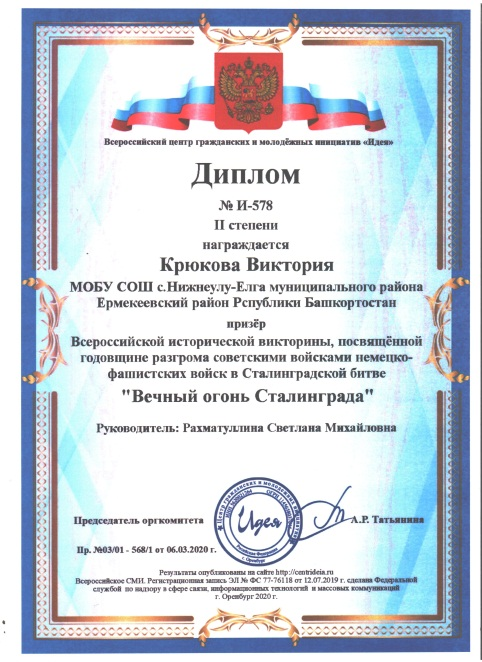 Всероссийский центр гражданских и молодёжных инициатив «Идея»
Диплом
№ И-578
II степени
награждается
Крюкова Виктория
МОБУ СОШ с.Нижнеулу-Елга муниципального района
Ермекеевский район Рспублики Башкортостан
призёр
Всероссийской исторической викторины, посвящённой
годовщине разгрома советскими войсками немецко-
фашистских войск в Сталинградской битве
"Вечный огонь Сталинграда"
Руководитель: Рахматуллина Светлана Михайловна
Идея
Председатель оргкомитета
А.Р. Татьянина
Пр. №03/01 - 568/1 от 06.03.2020 г.
Результаты опубликованы на сайте http://centrideia.ru
Всероссийское СМИ. Регистрационная запись ЭЛ № ФС 77-76118 от 12.07.2019 г. сделана Федеральной
службой по надзору в сфере связи, информационных технологий и массовых коммуникаций
г. Оренбург 2020 г.